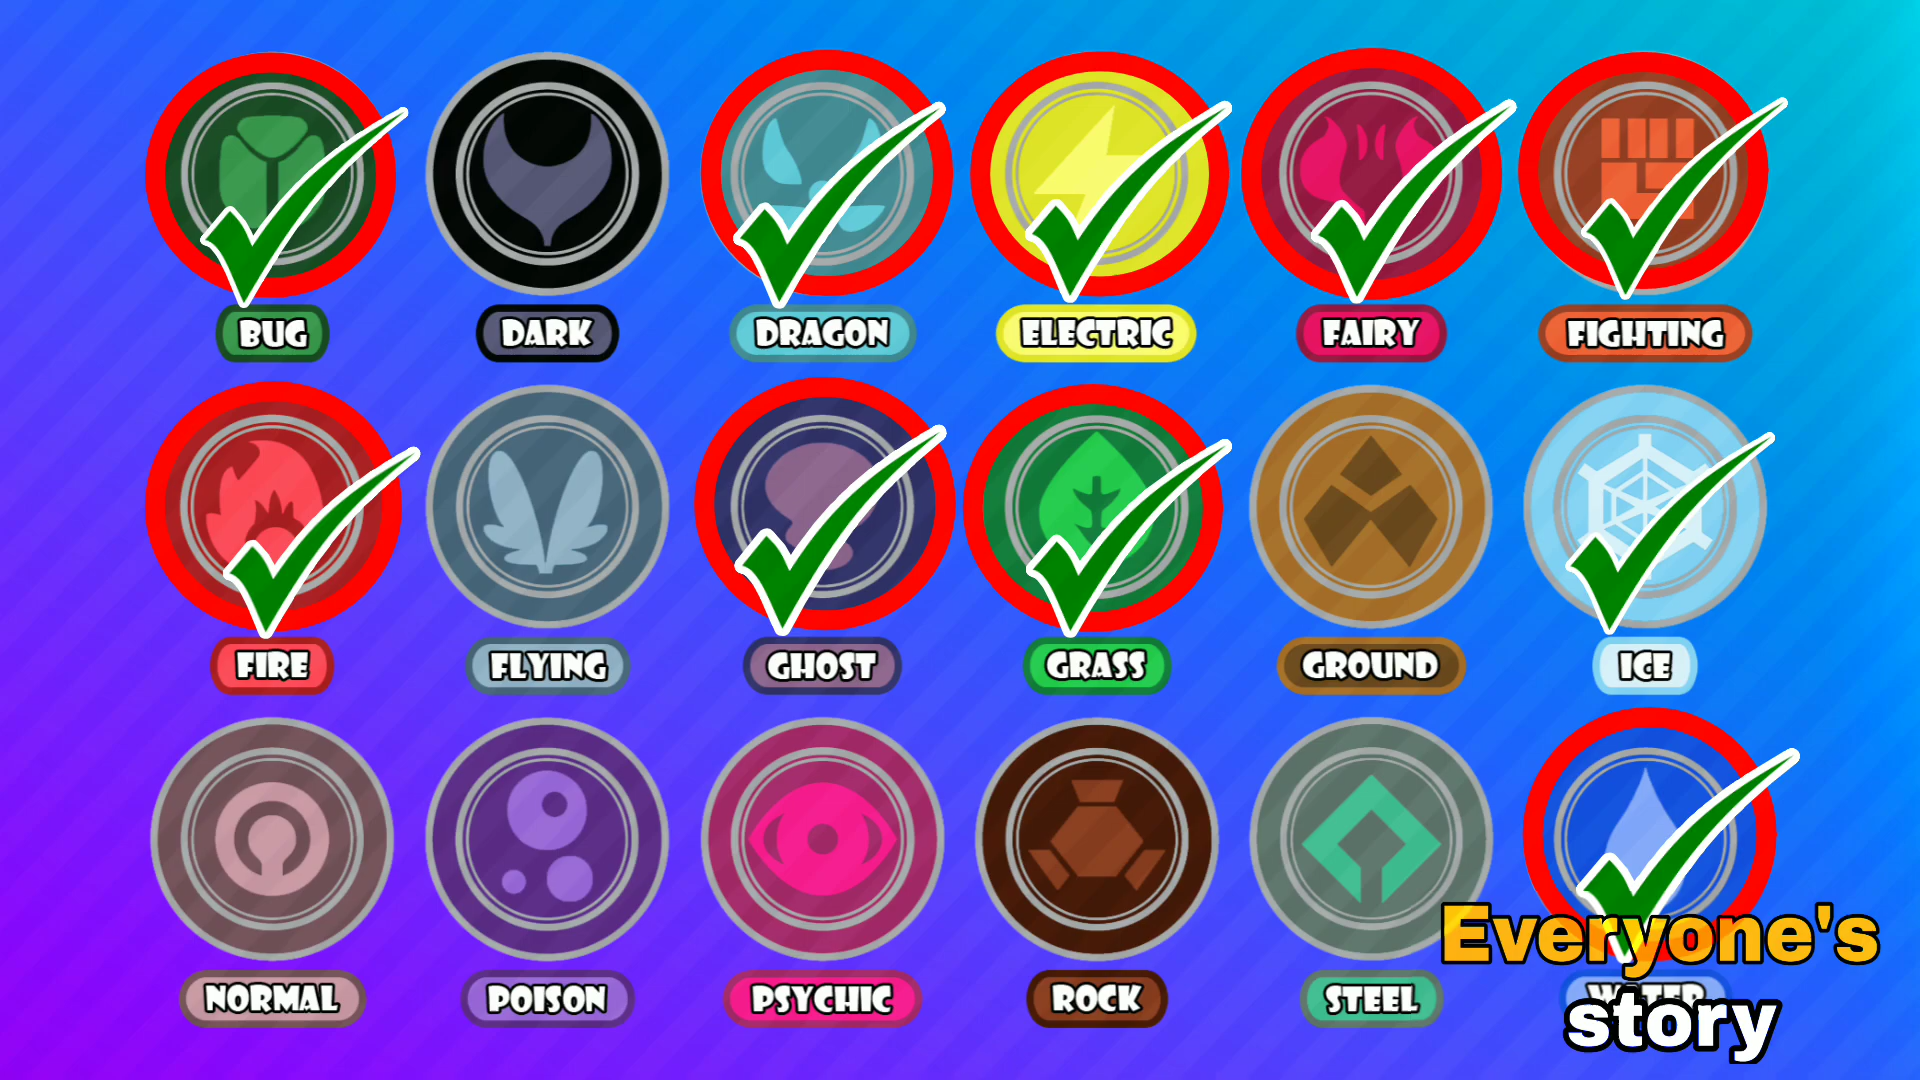 BUG
DARK
DRAGON
ELECTRIC
FAIRY
FIGHTING
FIRE
FLYING
GHOST
GRASS
GROUND
ICE
NORMAL
POISON
PSYCHIC
ROCK
STEEL
WATER
Everyone's
story